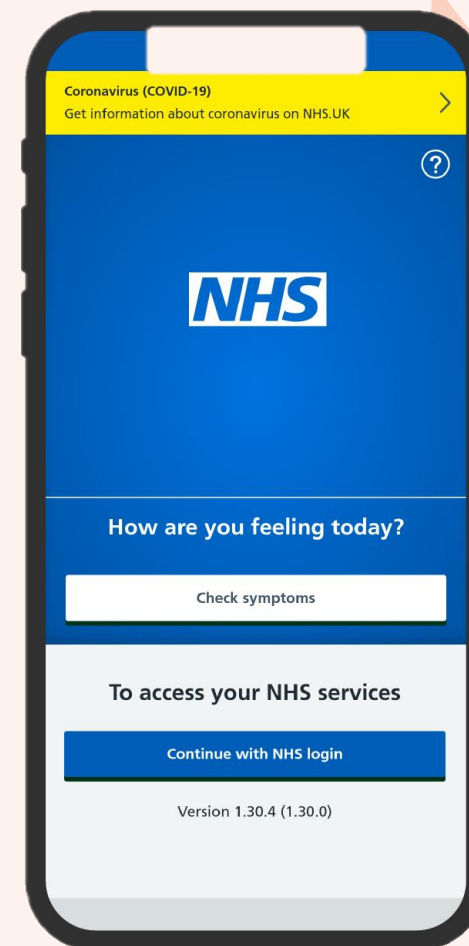 Coronavirus (COVID-19)
Get information about coronavirus on NHS.UK
?
NHS
How are you feeling today?
Check symptoms
To access your NHS services
Continue with NHS login
Version 1.30.4 (1.30.0)